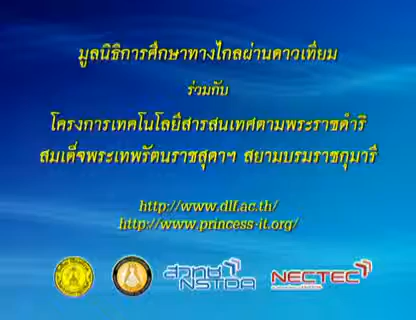 มูลนิธิการศึกษาทางไกลผ่านดาวเทียม
ร่วมกับ
โครงการเทคโนโลยีสารสนเทศตามพระราชดำริ
สมเด็จพระเทพรัตนราชสุดาฯ สยามบรมราชกุมารี
http://www.dlf.ac.th/
http://www.princess-it.org/
สวทช
NSTDA
NECTEC